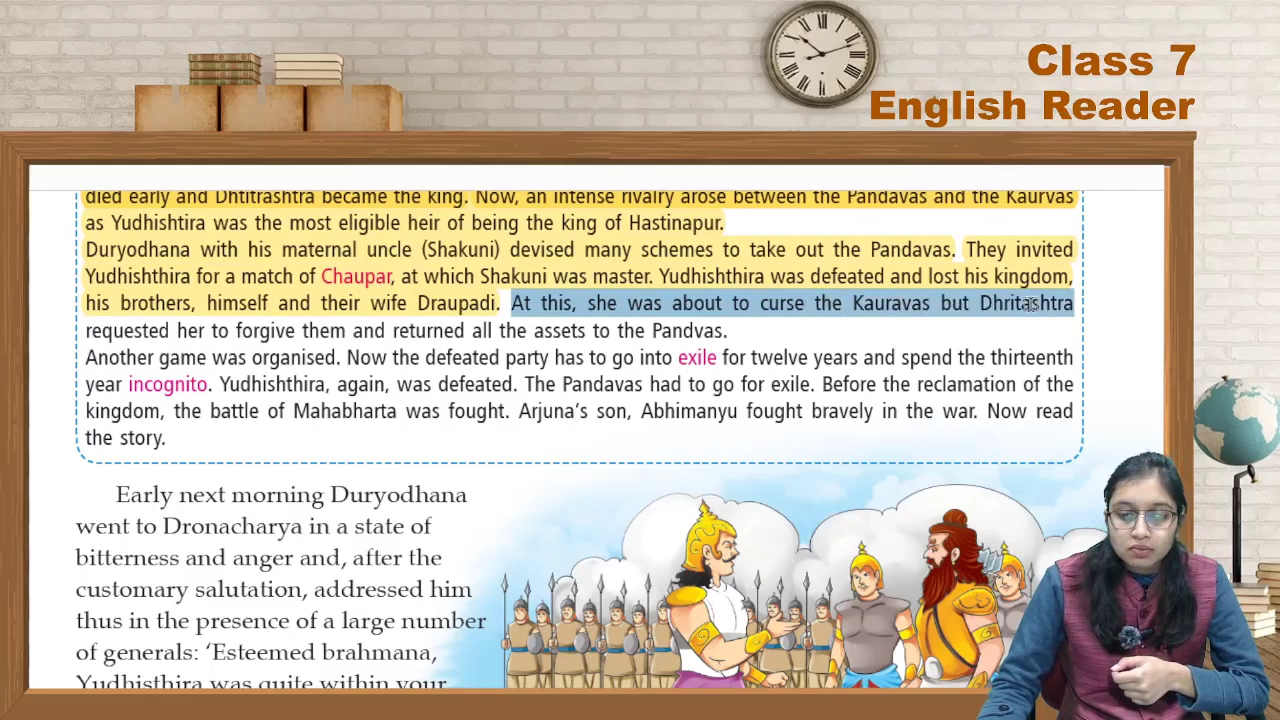 Class 7
English Reader
died early and Dhtitrashtra became the king. Now, an intense rivalry arose between the Pandavas and the Kaurvas
as Yudhishtira was the most eligible heir of being the king of Hastinapur.
Duryodhana with his maternal uncle (Shakuni) devised many schemes to take out the Pandavas. They invited
Yudhishthira for a match of Chaupar, at which Shakuni was master. Yudhishthira was defeated and lost his kingdom,
his brothers, himself and their wife Draupadi. At this, she was about to curse the Kauravas but Dhritashtra
requested her to forgive them and returned all the assets to the Pandvas.
Another game was organised. Now the defeated party has to go into exile for twelve years and spend the thirteenth
year incognito. Yudhishthira, again, was defeated. The Pandavas had to go for exile. Before the reclamation of the
kingdom, the battle of Mahabharta was fought. Arjuna's son, Abhimanyu fought bravely in the war. Now read
the story.
Early next morning Duryodhana
went to Dronacharya in a state of
bitterness and anger and, after the
customary salutation, addressed him
thus in the presence of a large number
of generals: 'Esteemed brahmana,
Yudhisthira was quite within your